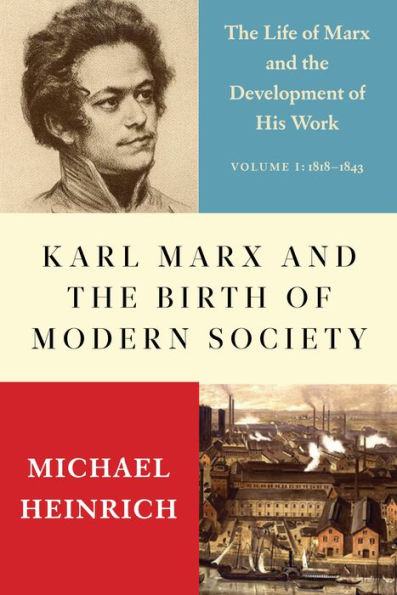 The Life of Marx
and the
Development of
His Work
VOLUME I: 1818–1843
KARL MARX AND
THE BIRTH OF
MODERN SOCIETY
MICHAEL
HEINRICH